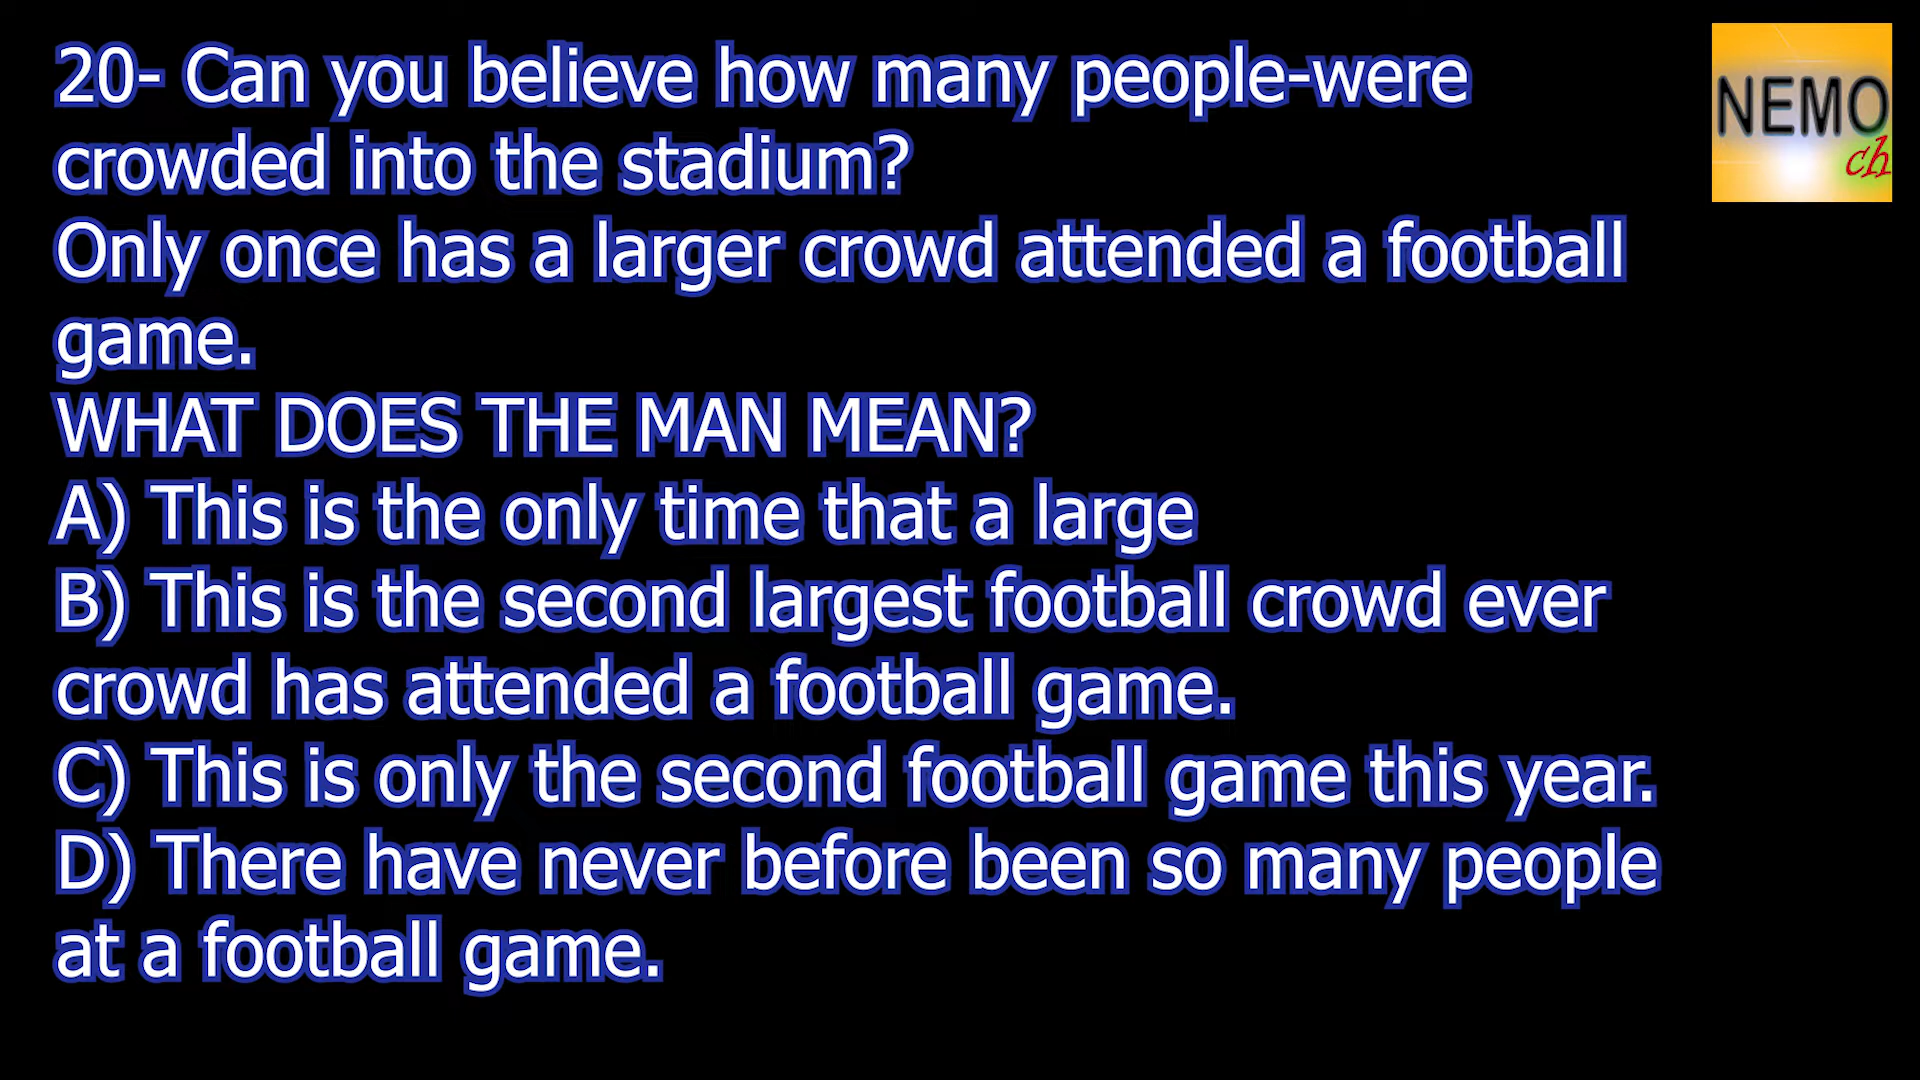 20- Can you believe how many people-were
crowded into the stadium?
Only once has a larger crowd attended a football
game.
WHAT DOES THE MAN MEAN?
A) This is the only time that a large
B) This is the second largest football crowd ever
crowd has attended a football game.
C) This is only the second football game this year.
D) There have never before been so many people
at a football game.
NEMO
ch